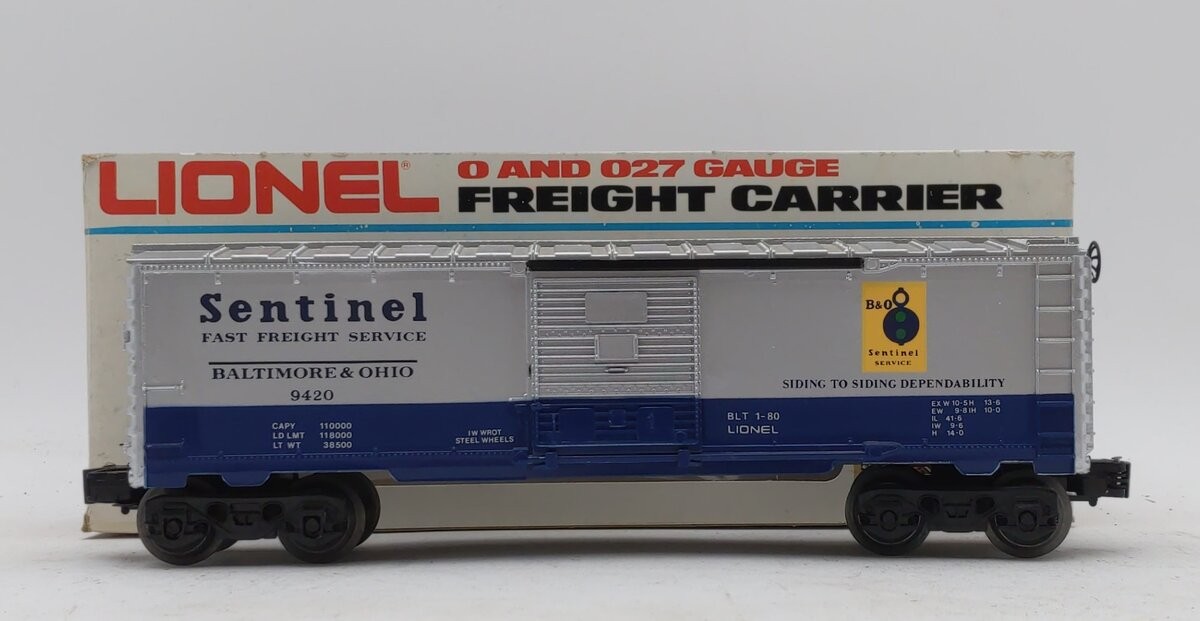 LIONEL®
O AND O27 GAUGE
FREIGHT CARRIER
Sentinel
FAST FREIGHT SERVICE
BALTIMORE & OHIO
9420
CAPY 110000
LD LMT 118000
LT WT 38500
IW WROT
STEEL WHEELS
B&O
Sentinel
SERVICE
SIDING TO SIDING DEPENDABILITY
BLT 1-80
LIONEL
EX W 10-5 H 13-6
EW 9-8 IH 10-0
IL 41-6
IW 9-6
H 14-0